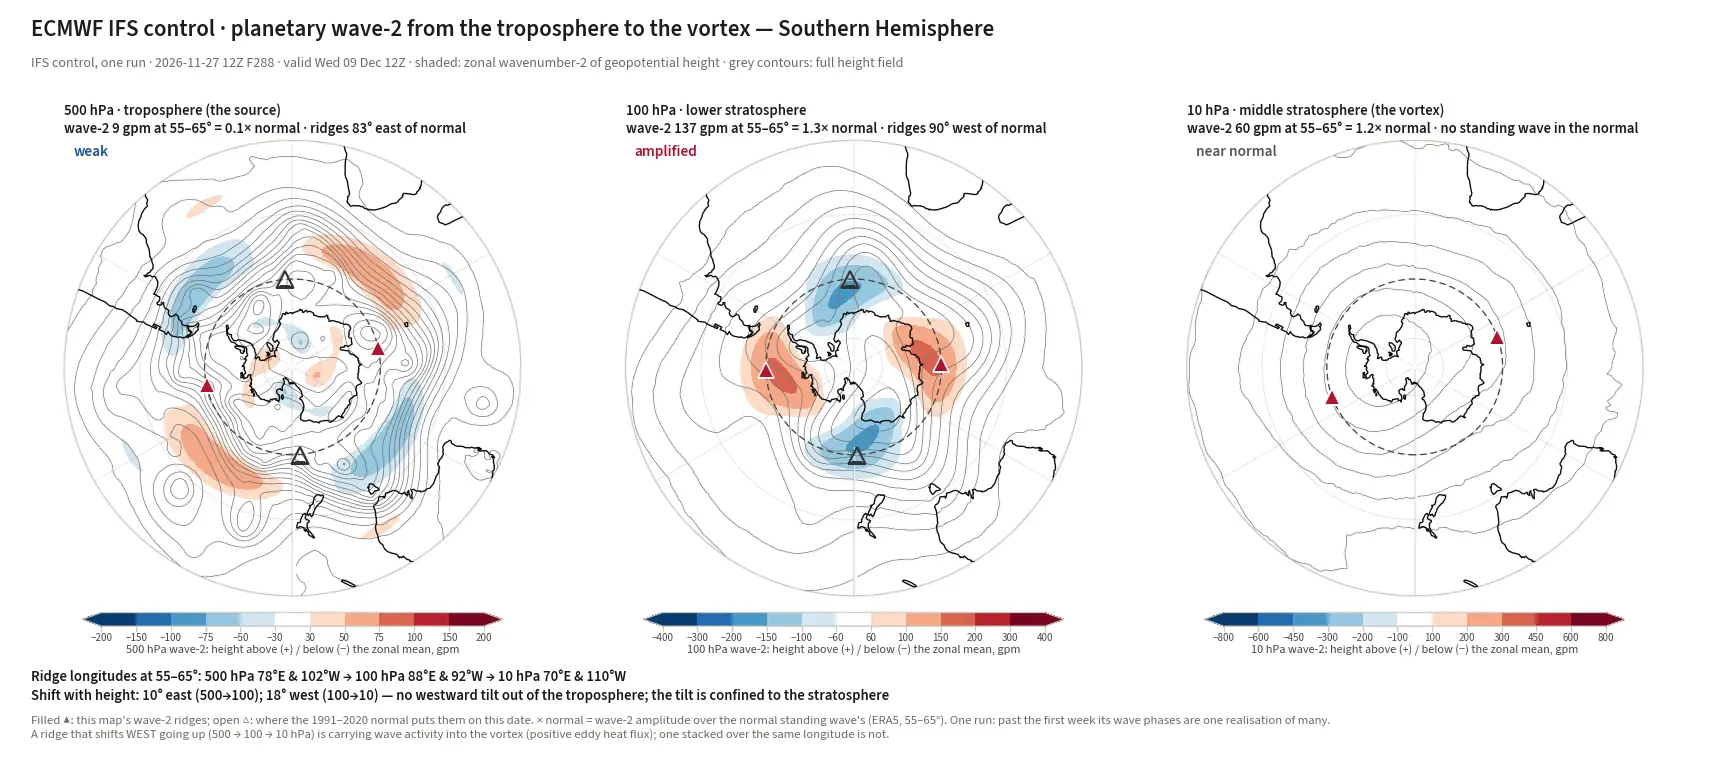 ECMWF IFS control · planetary wave-2 from the troposphere to the vortex — Southern Hemisphere
IFS control, one run · 2026-11-27 12Z F288 · valid Wed 09 Dec 12Z · shaded: zonal wavenumber-2 of geopotential height · grey contours: full height field
500 hPa · troposphere (the source)
wave-2 9 gpm at 55–65° = 0.1× normal · ridges 83° east of normal
weak
100 hPa · lower stratosphere
wave-2 137 gpm at 55–65° = 1.3× normal · ridges 90° west of normal
amplified
10 hPa · middle stratosphere (the vortex)
wave-2 60 gpm at 55–65° = 1.2× normal · no standing wave in the normal
near normal
−200 −150 −100 −75 −50 −30 30 50 75 100 150 200
500 hPa wave-2: height above (+) / below (−) the zonal mean, gpm
−400 −300 −200 −150 −100 −60 60 100 150 200 300 400
100 hPa wave-2: height above (+) / below (−) the zonal mean, gpm
−800 −600 −450 −300 −200 −100 100 200 300 450 600 800
10 hPa wave-2: height above (+) / below (−) the zonal mean, gpm
Ridge longitudes at 55–65°: 500 hPa 78°E & 102°W → 100 hPa 88°E & 92°W → 10 hPa 70°E & 110°W
Shift with height: 10° east (500→100); 18° west (100→10) — no westward tilt out of the troposphere; the tilt is confined to the stratosphere
Filled ▲: this map's wave-2 ridges; open △: where the 1991–2020 normal puts them on this date. × normal = wave-2 amplitude over the normal standing wave's (ERA5, 55–65°). One run: past the first week its wave phases are one realisation of many.
A ridge that shifts WEST going up (500 → 100 → 10 hPa) is carrying wave activity into the vortex (positive eddy heat flux); one stacked over the same longitude is not.